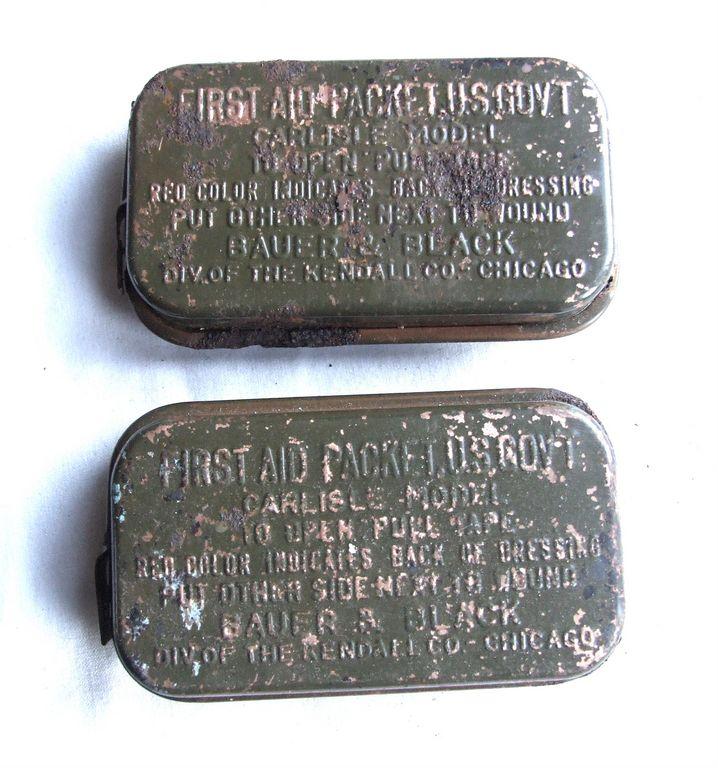 FIRST AID PACKET, U.S. GOV'T
CARLISLE MODEL
TO OPEN PULL TAPE
RED COLOR INDICATES BACK OF DRESSING
PUT OTHER SIDE NEXT TO WOUND
BAUER & BLACK
DIV. OF THE KENDALL CO - CHICAGO
FIRST AID PACKET, U.S. GOV'T
CARLISLE MODEL
TO OPEN PULL TAPE
RED COLOR INDICATES BACK OF DRESSING
PUT OTHER SIDE NEXT TO WOUND
BAUER & BLACK
DIV. OF THE KENDALL CO - CHICAGO